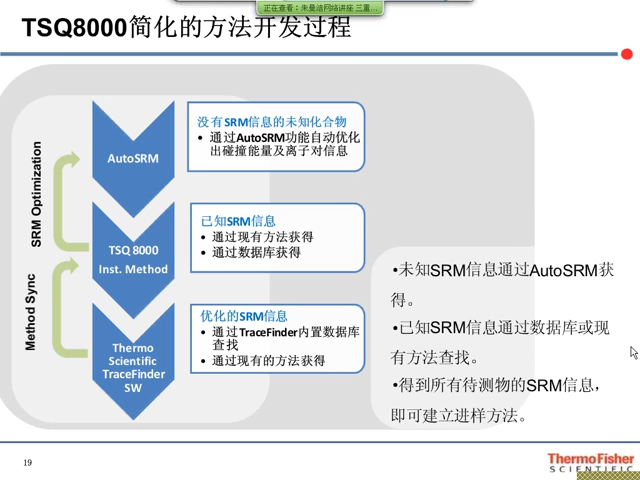 正在查看：朱曼洁网络讲座 三重...
TSQ8000简化的方法开发过程
SRM Optimization
Method Sync
AutoSRM
没有SRM信息的未知化合物
• 通过AutoSRM功能自动优化
出碰撞能量及离子对信息
TSQ 8000
Inst. Method
已知SRM信息
• 通过现有方法获得
• 通过数据库获得
Thermo
Scientific
TraceFinder
SW
优化的SRM信息
• 通过TraceFinder内置数据库
查找
• 通过现有的方法获得
•未知SRM信息通过AutoSRM获
得。
•已知SRM信息通过数据库或现
有方法查找。
•得到所有待测物的SRM信息，
即可建立进样方法。
19
ThermoFisher
SCIENTIFIC